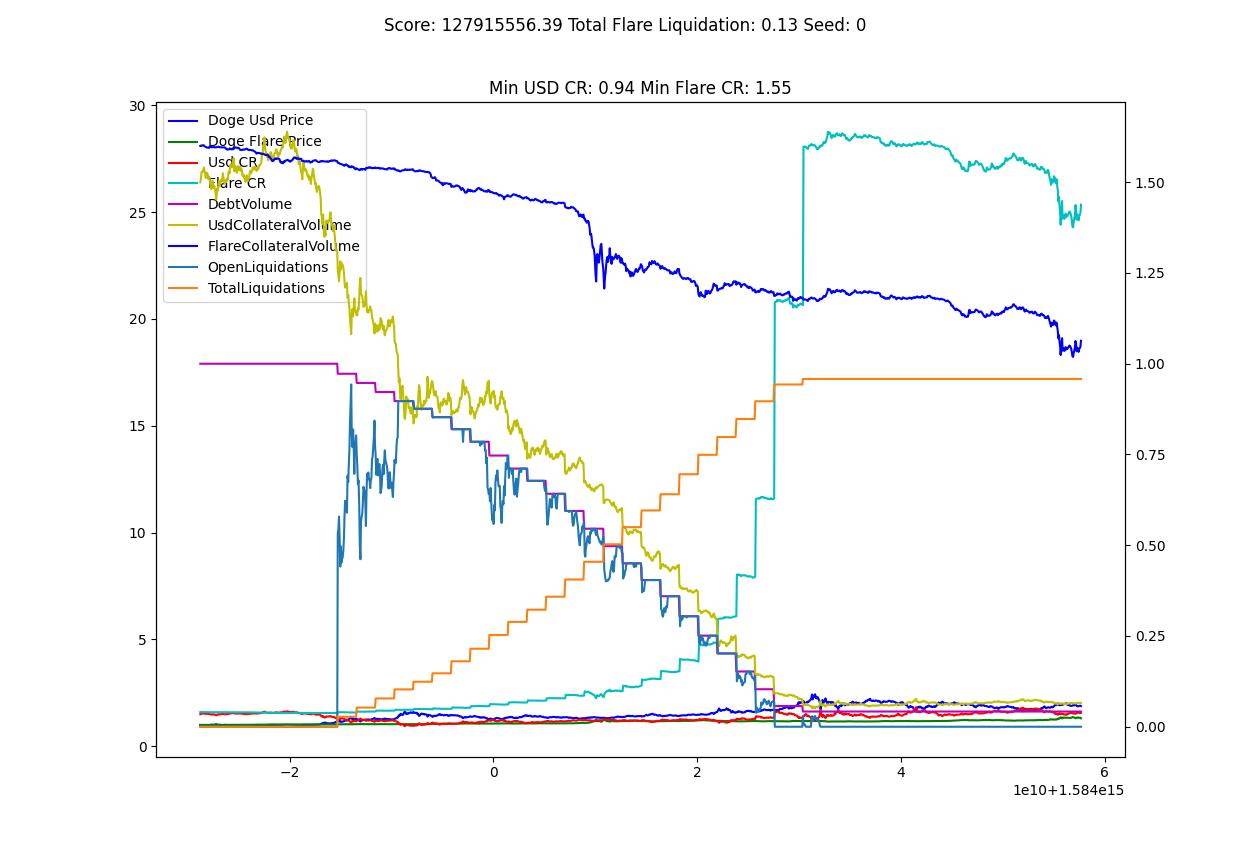 Score: 127915556.39 Total Flare Liquidation: 0.13 Seed: 0
Min USD CR: 0.94 Min Flare CR: 1.55
Doge Usd Price
Doge Flare Price
Usd CR
Flare CR
DebtVolume
UsdCollateralVolume
FlareCollateralVolume
OpenLiquidations
TotalLiquidations
30
25
20
15
10
5
0
1.50
1.25
1.00
0.75
0.50
0.25
0.00
−2 0 2 4 6
1e10+1.584e15